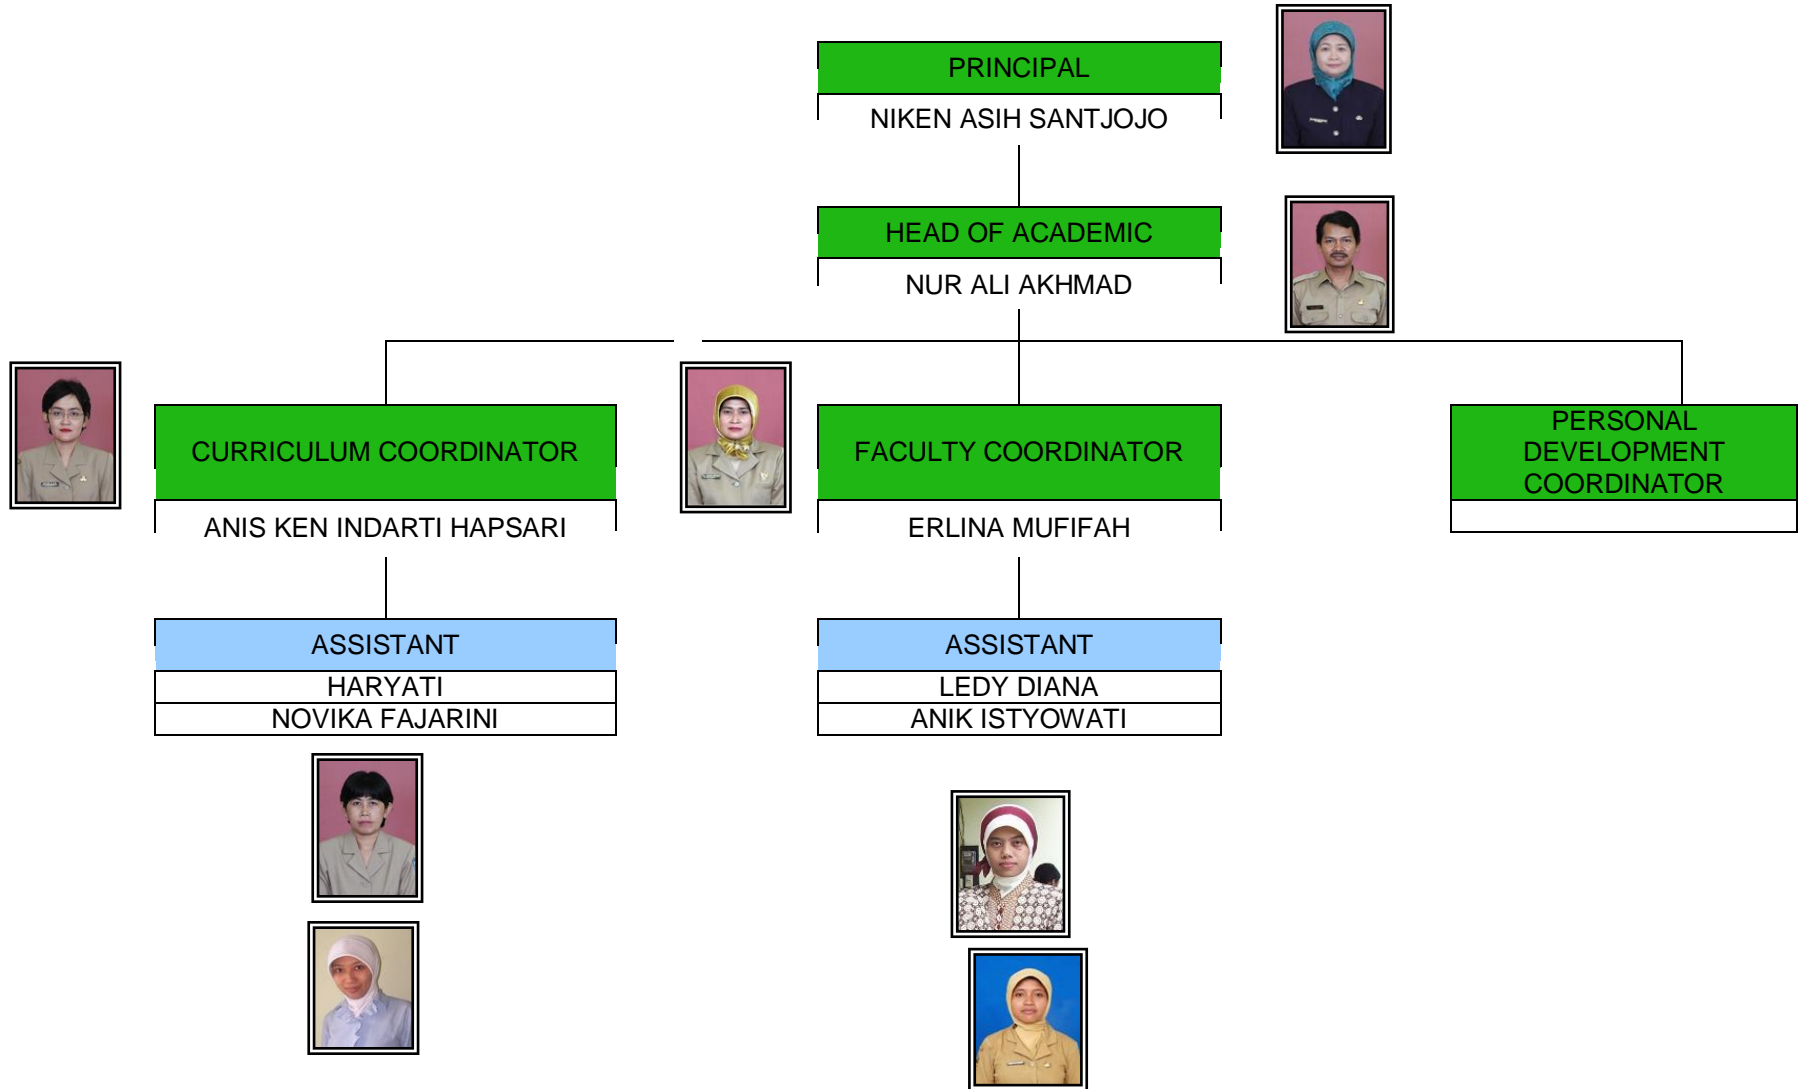 PRINCIPAL
NIKEN ASIH SANTJOJO
HEAD OF ACADEMIC
NUR ALI AKHMAD
CURRICULUM COORDINATOR
ANIS KEN INDARTI HAPSARI
FACULTY COORDINATOR
ERLINA MUFIFAH
PERSONAL
DEVELOPMENT
COORDINATOR
ASSISTANT
HARYATI
NOVIKA FAJARINI
ASSISTANT
LEDY DIANA
ANIK ISTYOWATI